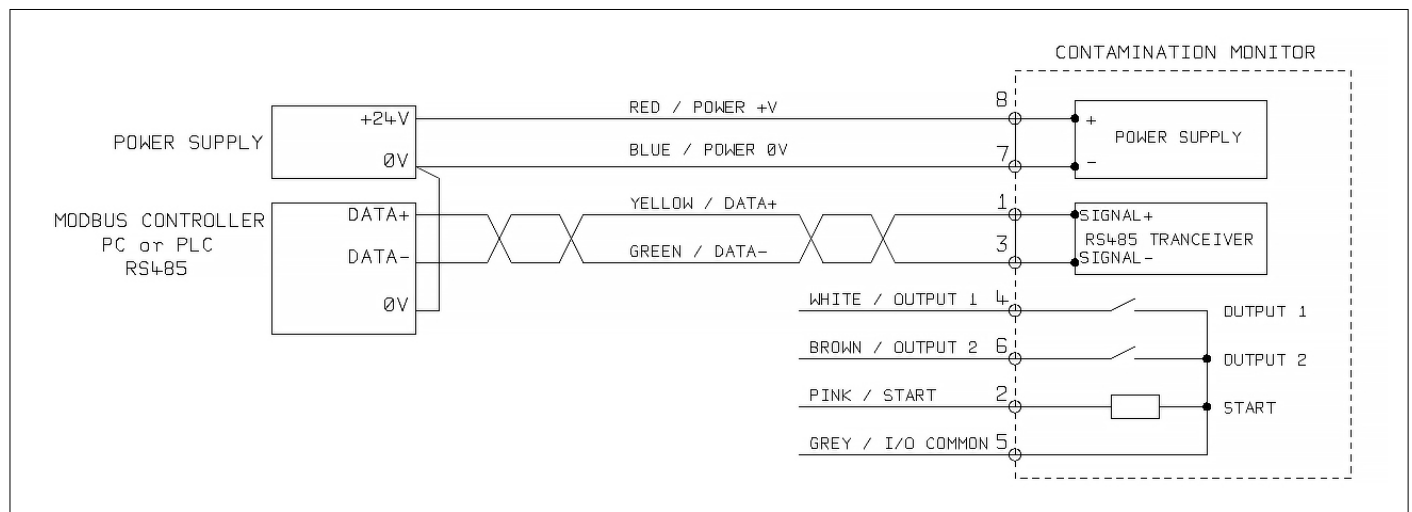 CONTAMINATION MONITOR
RED / POWER +V
8
+24V
+
POWER SUPPLY
POWER SUPPLY
BLUE / POWER 0V
7
0V
-
MODBUS CONTROLLER
PC or PLC
RS485
DATA+
YELLOW / DATA+
1
SIGNAL+
RS485 TRANCEIVER
DATA-
GREEN / DATA-
3
SIGNAL-
0V
WHITE / OUTPUT 1
4
OUTPUT 1
BROWN / OUTPUT 2
6
OUTPUT 2
PINK / START
2
START
GREY / I/O COMMON
5